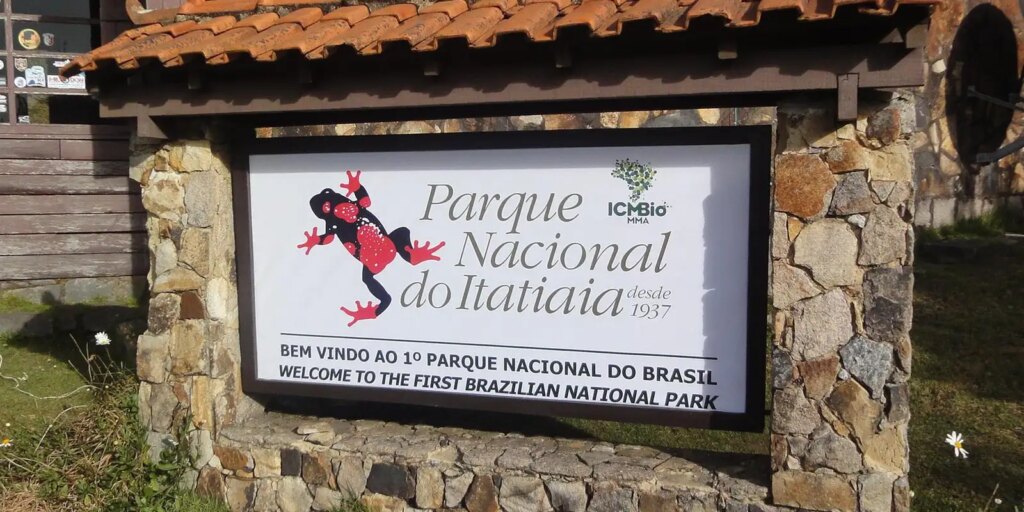 Parque
Nacional
do Itatiaia
desde
1937
ICMBio
MMA
BEM VINDO AO 1º PARQUE NACIONAL DO BRASIL
WELCOME TO THE FIRST BRAZILIAN NATIONAL PARK